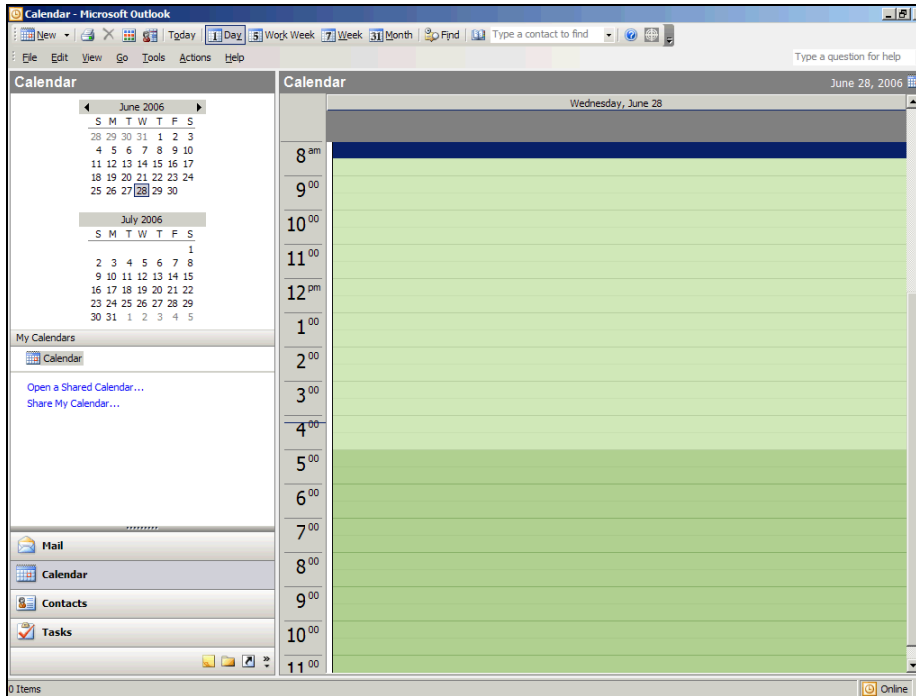 Calendar - Microsoft Outlook
New Today 1 Day 5 Work Week 7 Week 31 Month Find Type a contact to find
File Edit View Go Tools Actions Help Type a question for help
Calendar
June 2006
S M T W T F S
28 29 30 31 1 2 3
4 5 6 7 8 9 10
11 12 13 14 15 16 17
18 19 20 21 22 23 24
25 26 27 28 29 30
July 2006
S M T W T F S
1
2 3 4 5 6 7 8
9 10 11 12 13 14 15
16 17 18 19 20 21 22
23 24 25 26 27 28 29
30 31 1 2 3 4 5
My Calendars
Calendar
Open a Shared Calendar...
Share My Calendar...
Mail
Calendar
Contacts
Tasks
Calendar June 28, 2006
Wednesday, June 28
8 am
9 00
10 00
11 00
12 pm
1 00
2 00
3 00
4 00
5 00
6 00
7 00
8 00
9 00
10 00
11 00
0 Items Online